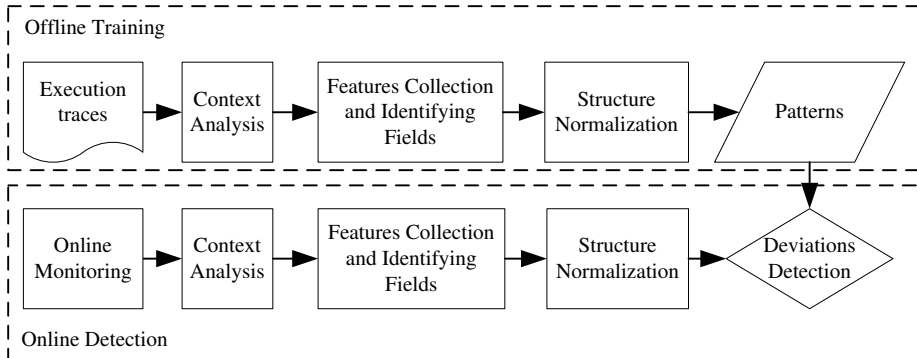 Offline Training
Execution
traces
Context
Analysis
Features Collection
and Identifying
Fields
Structure
Normalization
Patterns
Online
Monitoring
Context
Analysis
Features Collection
and Identifying
Fields
Structure
Normalization
Deviations
Detection
Online Detection